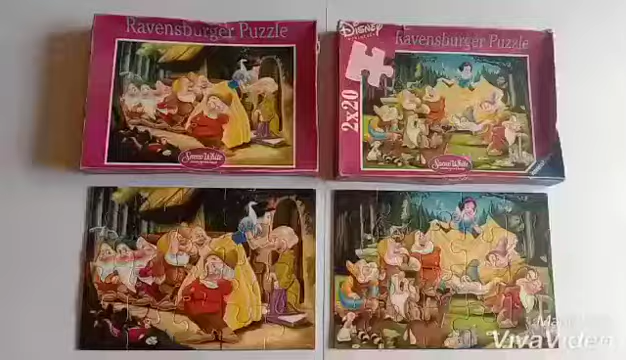 Ravensburger Puzzle
Snow White
Disney
Ravensburger Puzzle
2x20
Snow White
VivaVideo